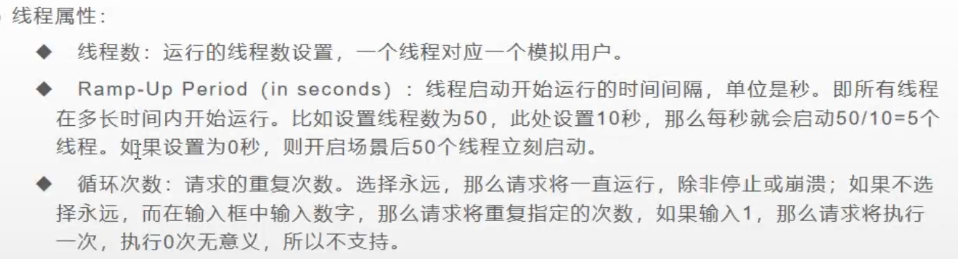 线程属性：
◆ 线程数：运行的线程数设置，一个线程对应一个模拟用户。
◆ Ramp-Up Period（in seconds）：线程启动开始运行的时间间隔，单位是秒。即所有线程
在多长时间内开始运行。比如设置线程数为50，此处设置10秒，那么每秒就会启动50/10=5个
线程。如果设置为0秒，则开启场景后50个线程立刻启动。
◆ 循环次数：请求的重复次数。选择永远，那么请求将一直运行，除非停止或崩溃；如果不选
择永远，而在输入框中输入数字，那么请求将重复指定的次数，如果输入1，那么请求将执行
一次，执行0次无意义，所以不支持。